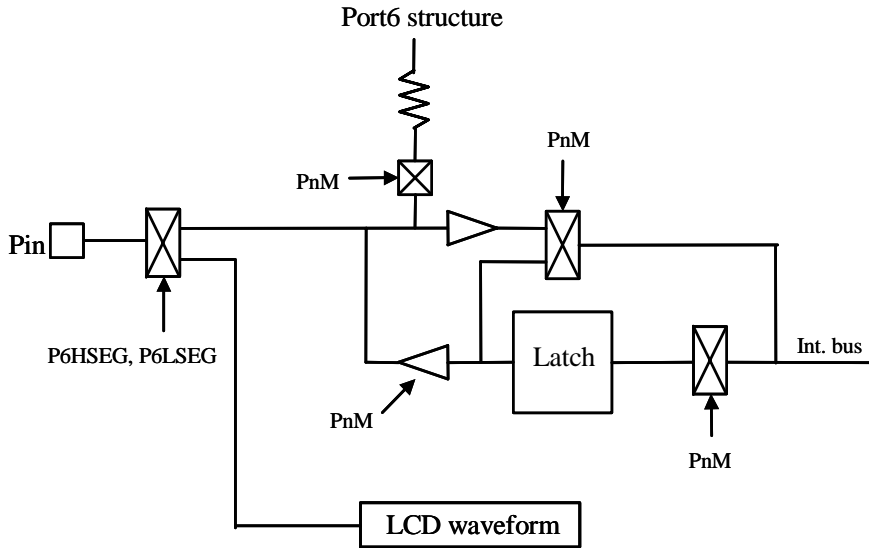 Port6 structure
PnM
PnM
Pin
P6HSEG, P6LSEG
Latch
Int. bus
PnM
PnM
LCD waveform